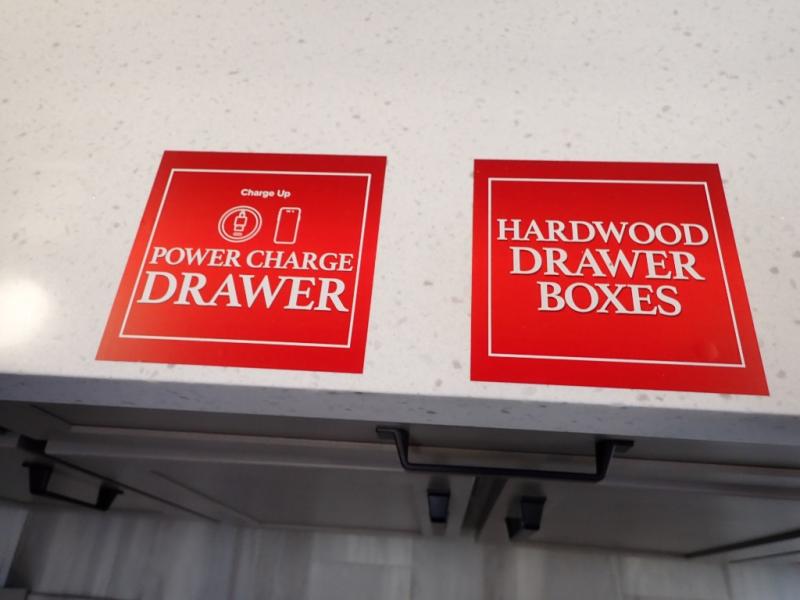 Charge Up
POWER CHARGE
DRAWER
HARDWOOD
DRAWER
BOXES